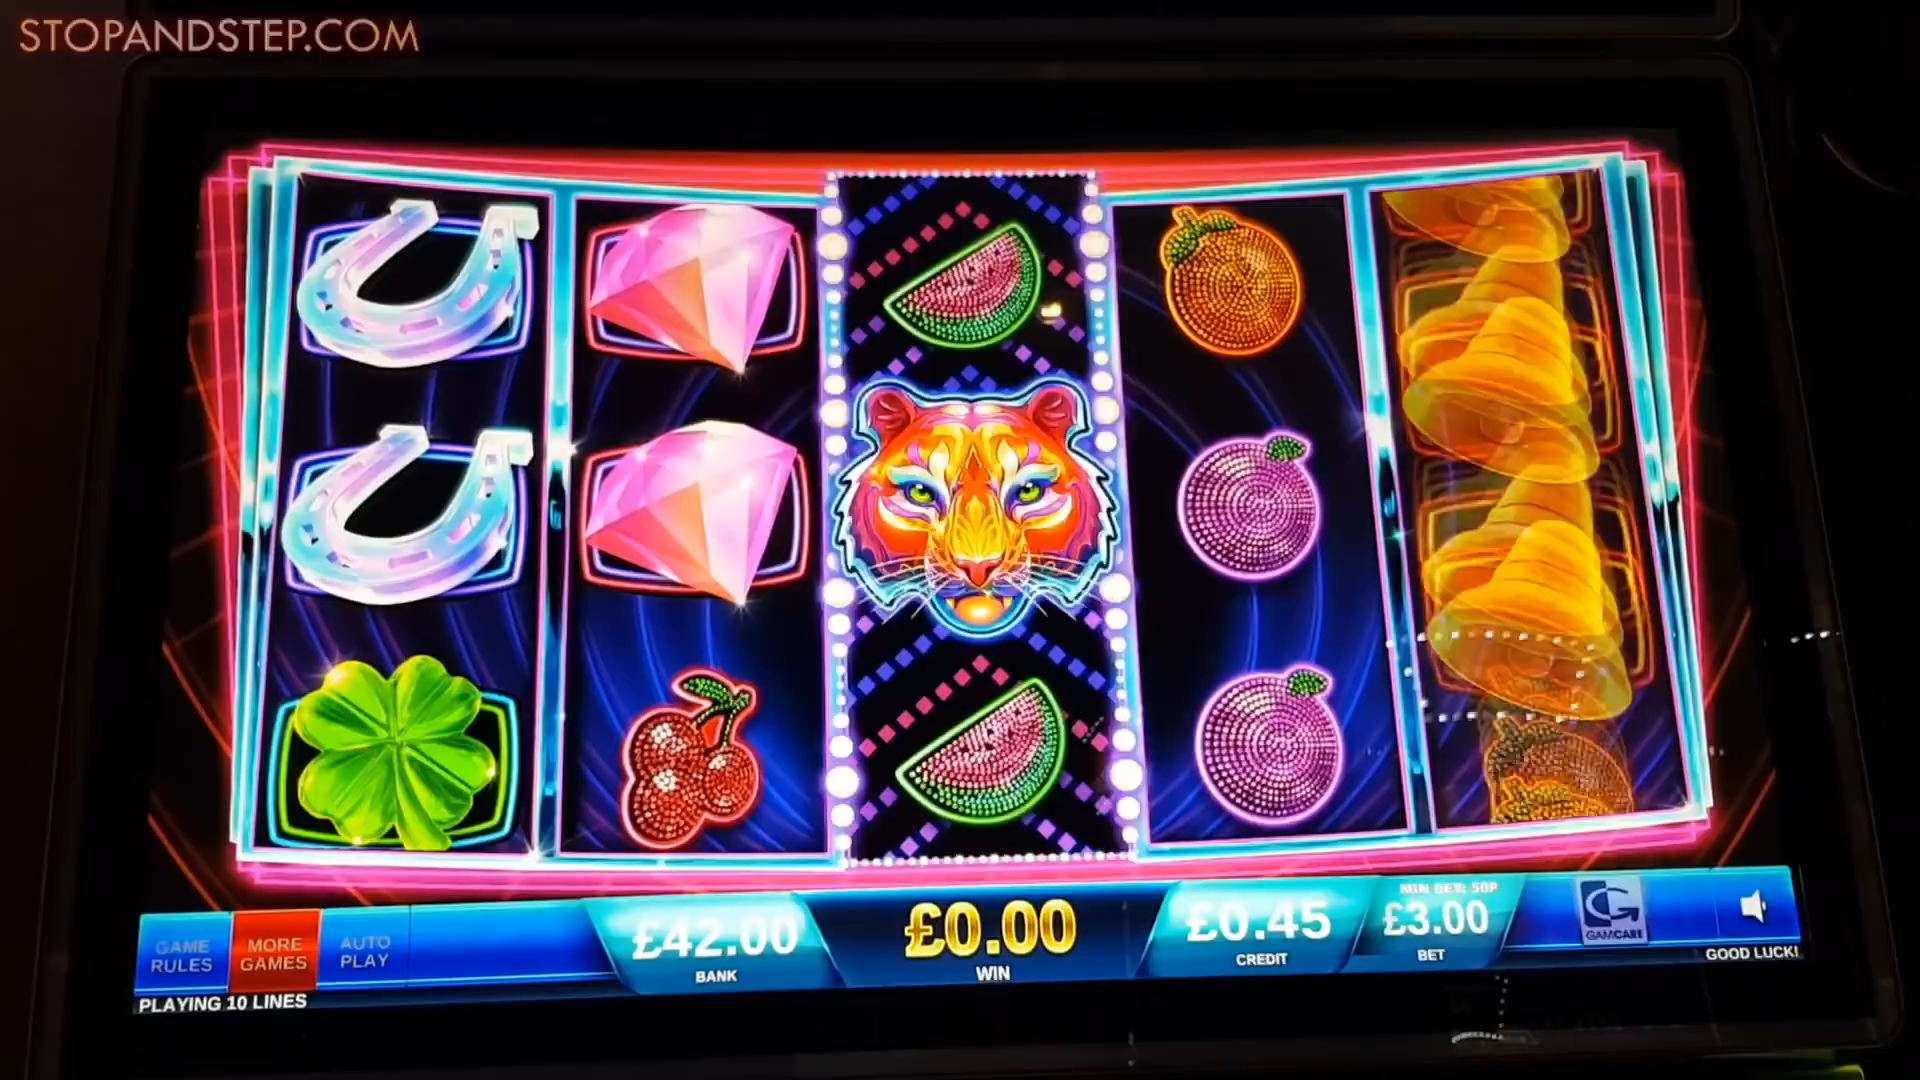 STOPANDSTEP.COM
MIN BET: 50P
£42.00
£0.00
£0.45
£3.00
GAME
RULES
MORE
GAMES
AUTO
PLAY
BANK
WIN
CREDIT
BET
GAMCARE
GOOD LUCK!
PLAYING 10 LINES